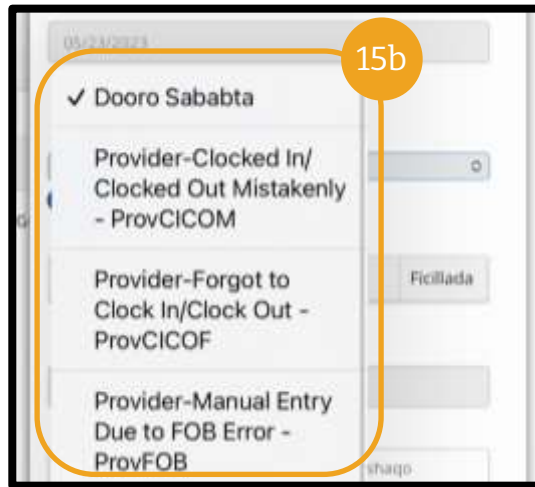 05/23/2023
15b
✓ Dooro Sababta
Provider-Clocked In/
Clocked Out Mistakenly
- ProvCICOM
Provider-Forgot to
Clock In/Clock Out -
ProvCICOF
Ficillada
Provider-Manual Entry
Due to FOB Error -
ProvFOB
shaqo